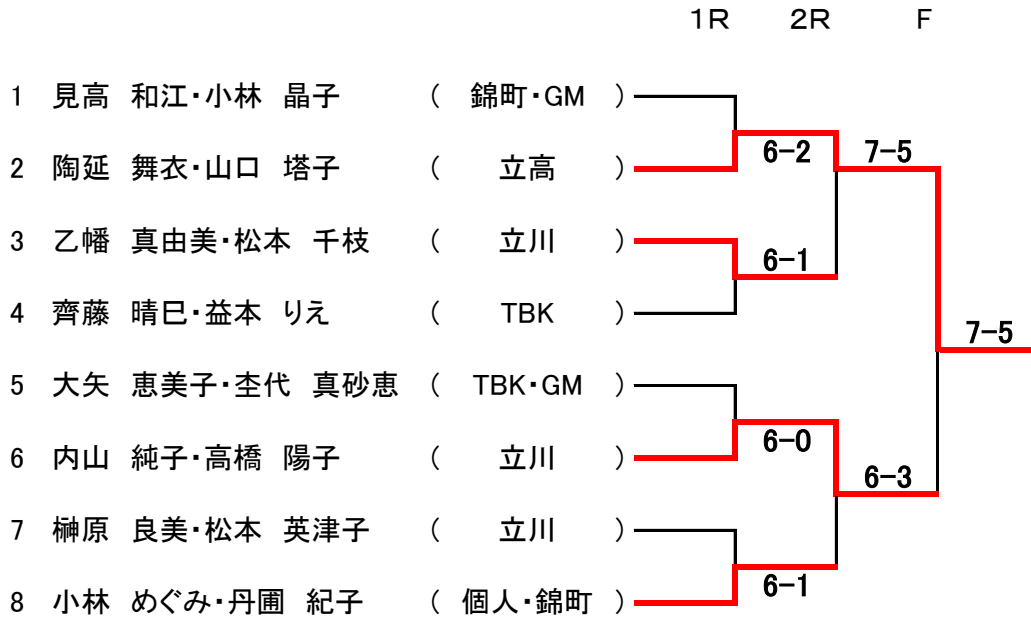 1R 2R F
1 見高 和江・小林 晶子 ( 錦町・GM )
6-2 7-5
2 陶延 舞衣・山口 塔子 ( 立高 )
3 乙幡 真由美・松本 千枝 ( 立川 )
6-1
4 齊藤 晴巳・益本 りえ ( TBK )
7-5
5 大矢 恵美子・杢代 真砂恵 ( TBK・GM )
6-0
6 内山 純子・高橋 陽子 ( 立川 )
6-3
7 榊原 良美・松本 英津子 ( 立川 )
6-1
8 小林 めぐみ・丹圃 紀子 ( 個人・錦町 )